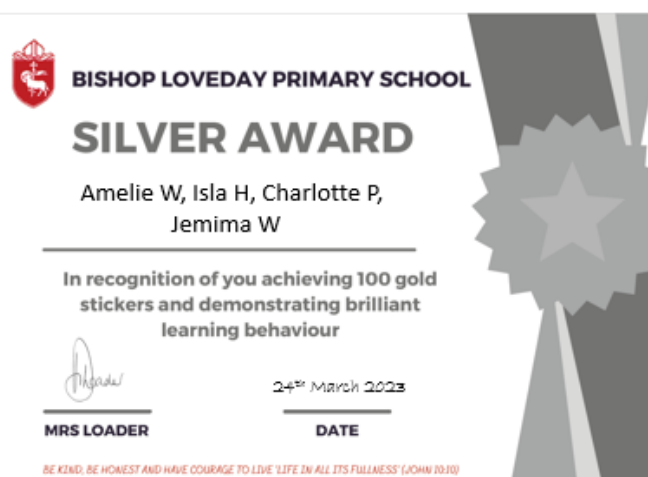 BISHOP LOVEDAY PRIMARY SCHOOL
SILVER AWARD
Amelie W, Isla H, Charlotte P,
Jemima W
In recognition of you achieving 100 gold
stickers and demonstrating brilliant
learning behaviour
24th March 2023
MRS LOADER DATE
BE KIND, BE HONEST AND HAVE COURAGE TO LIVE 'LIFE IN ALL ITS FULLNESS' (JOHN 10:10)